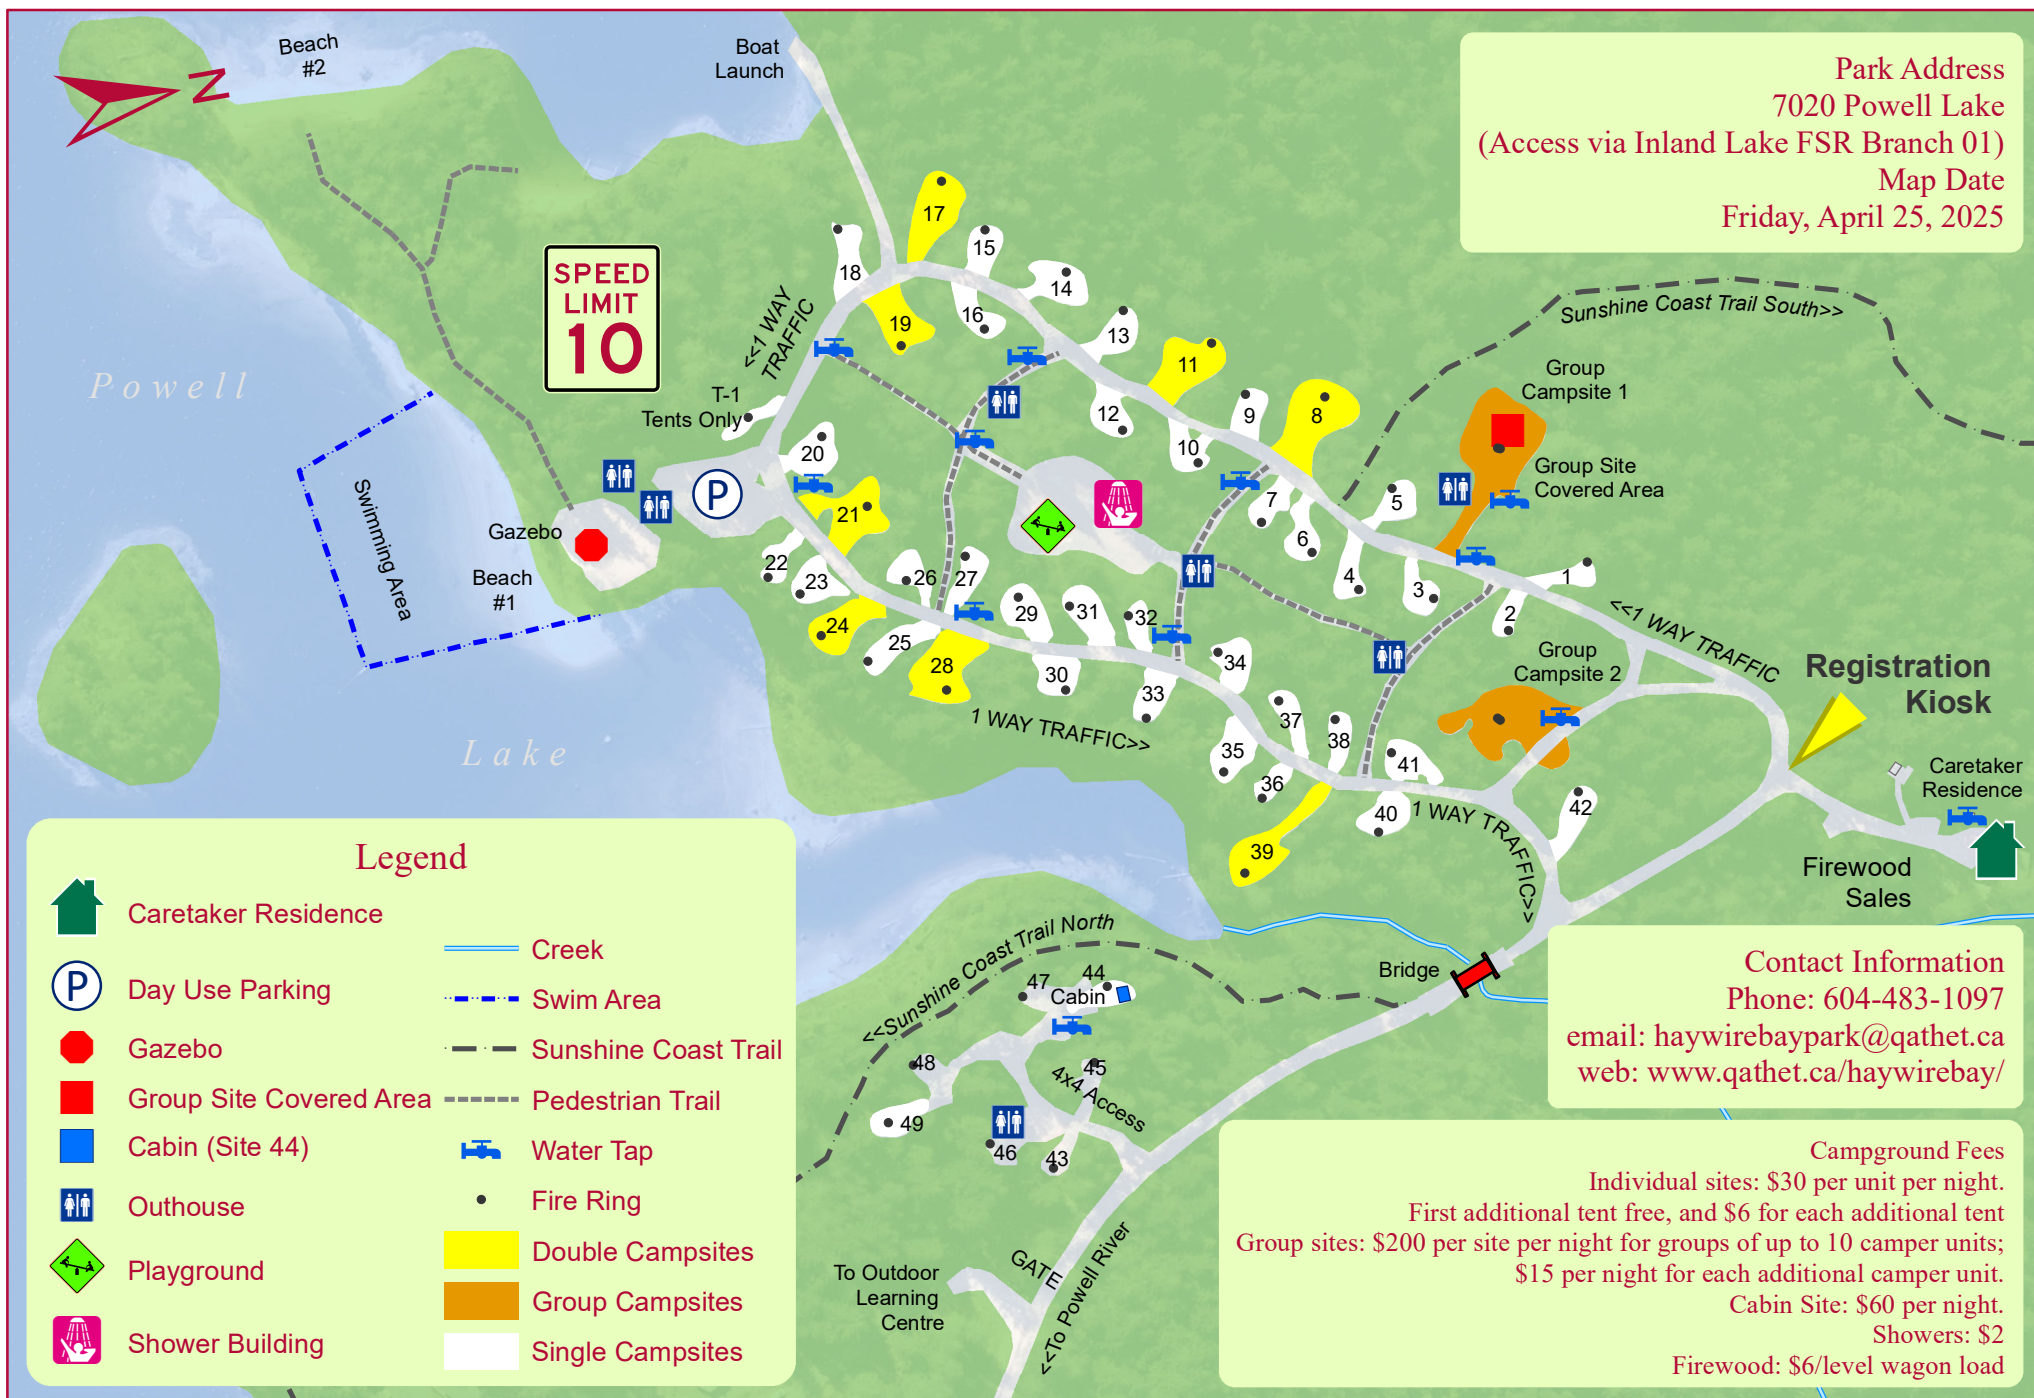 Beach
#2
N
Boat
Launch
Park Address
7020 Powell Lake
(Access via Inland Lake FSR Branch 01)
Map Date
Friday, April 25, 2025
SPEED
LIMIT
10
Powell
Lake
Swimming Area
Gazebo
Beach
#1
<<1 WAY
TRAFFIC
T-1
Tents Only
P
17
18
15
14
19
16
13
11
12
9
8
10
20
21
22
23
24
25
26
27
28
29
30
31
32
33
34
35
36
37
38
39
40
41
42
7
6
5
4
3
2
1
Sunshine Coast Trail South>>
Group
Campsite 1
Group Site
Covered Area
Group
Campsite 2
<<1 WAY TRAFFIC
1 WAY TRAFFIC>>
1 WAY TRAFFIC>>
Registration
Kiosk
Caretaker
Residence
Firewood
Sales
Bridge
<<Sunshine Coast Trail North
47
44
Cabin
48
45
4x4 Access
49
46
43
To Outdoor
Learning
Centre
GATE
<<To Powell River
Legend
Caretaker Residence
P
Day Use Parking
Gazebo
Group Site Covered Area
Cabin (Site 44)
Outhouse
Playground
Shower Building
Creek
Swim Area
Sunshine Coast Trail
Pedestrian Trail
Water Tap
Fire Ring
Double Campsites
Group Campsites
Single Campsites
Contact Information
Phone: 604-483-1097
email: haywirebaypark@qathet.ca
web: www.qathet.ca/haywirebay/
Campground Fees
Individual sites: $30 per unit per night.
First additional tent free, and $6 for each additional tent
Group sites: $200 per site per night for groups of up to 10 camper units;
$15 per night for each additional camper unit.
Cabin Site: $60 per night.
Showers: $2
Firewood: $6/level wagon load